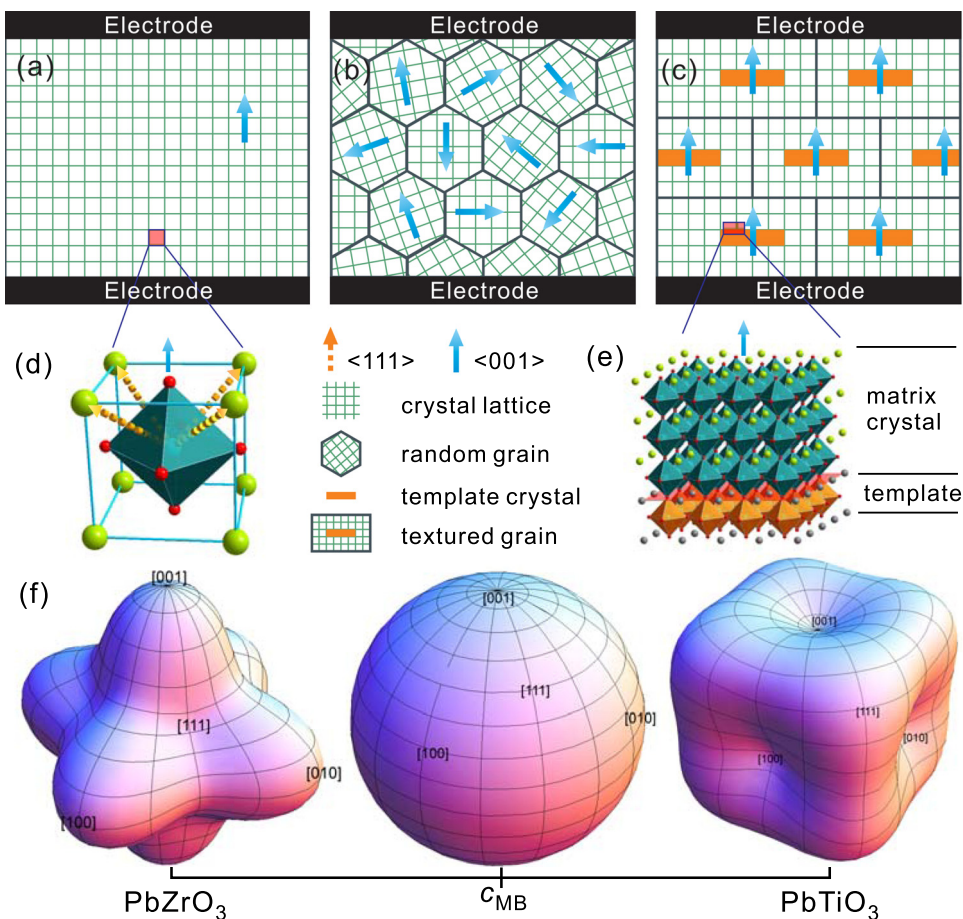 Electrode
Electrode
Electrode
(a)
(b)
(c)
Electrode
Electrode
Electrode
(d)
<111>
<001>
crystal lattice
random grain
template crystal
textured grain
(e)
matrix
crystal
template
(f)
[001]
[111]
[010]
[100]
[001]
[111]
[010]
[100]
[001]
[111]
[010]
[100]
PbZrO₃
cMB
PbTiO₃